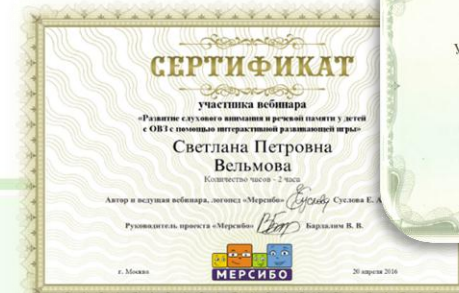 СЕРТИФИКАТ
участника вебинара
«Развитие слухового внимания и речевой памяти у детей
с ОВЗ с помощью интерактивной развивающей игры»
Светлана Петровна
Вельмова
Количество часов - 2 часа
Автор и ведущая вебинара, логопед «Мерсибо» Суслова Е. А
Руководитель проекта «Мерсибо» Бардалим В. В.
г. Москва
МЕРСИБО
20 апреля 2016
У